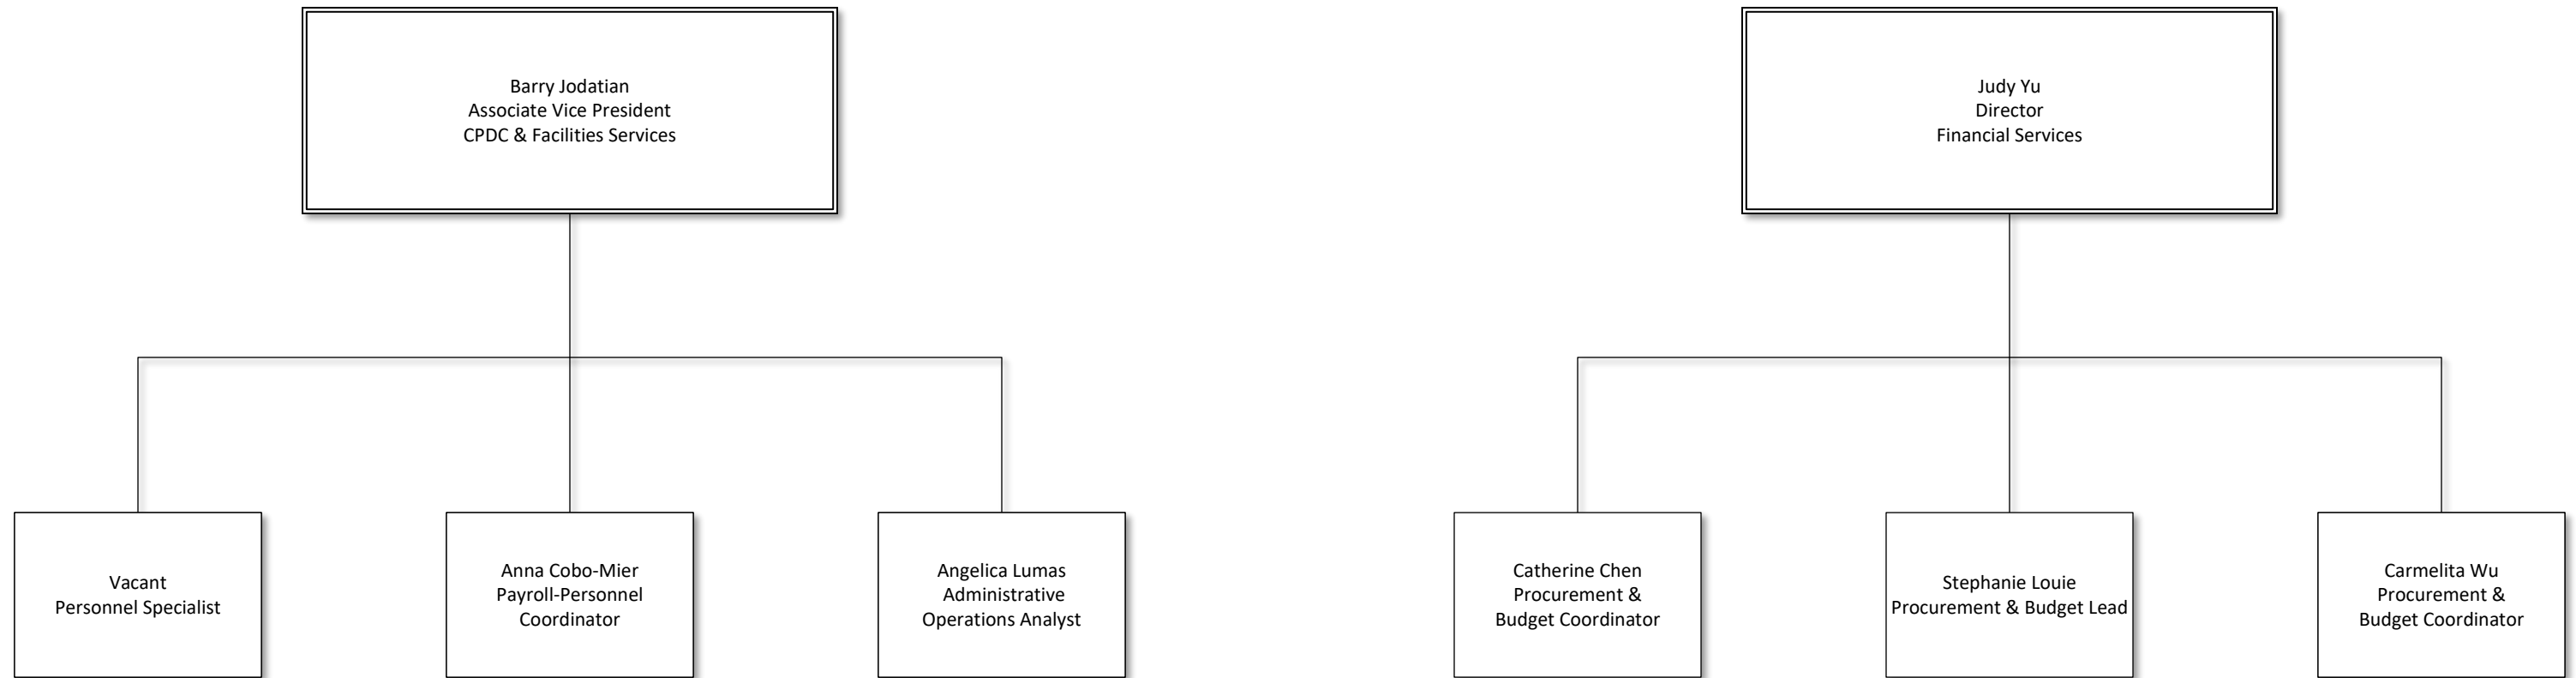 Barry Jodatian
Associate Vice President
CPDC & Facilities Services
Judy Yu
Director
Financial Services
Vacant
Personnel Specialist
Anna Cobo-Mier
Payroll-Personnel
Coordinator
Angelica Lumas
Administrative
Operations Analyst
Catherine Chen
Procurement &
Budget Coordinator
Stephanie Louie
Procurement & Budget Lead
Carmelita Wu
Procurement &
Budget Coordinator